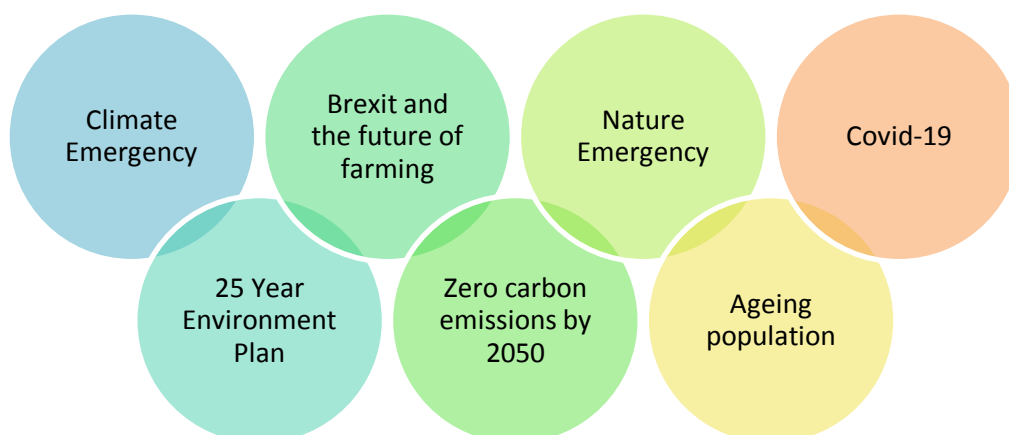 Climate
Emergency
Brexit and
the future of
farming
Nature
Emergency
Covid-19
25 Year
Environment
Plan
Zero carbon
emissions by
2050
Ageing
population